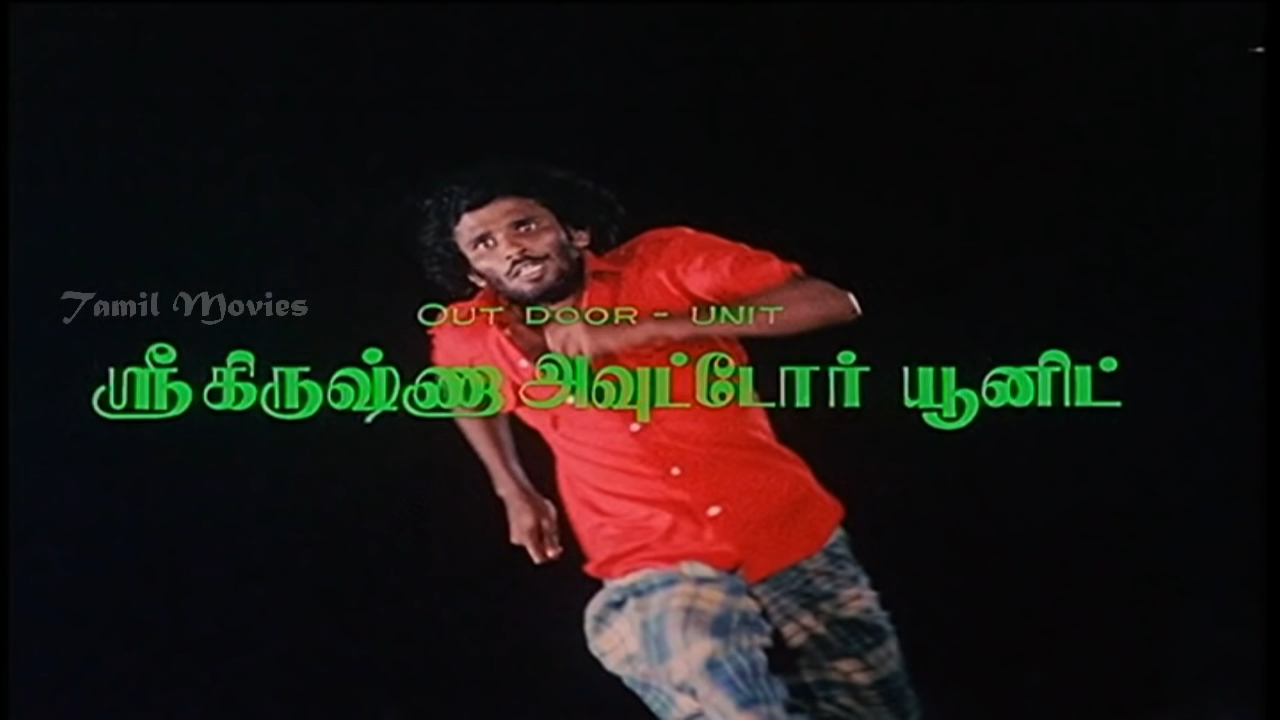 Tamil Movies
OUT DOOR - UNIT
ஸ்ரீ கிருஷ்ணா அவுட்டோர் யூனிட்